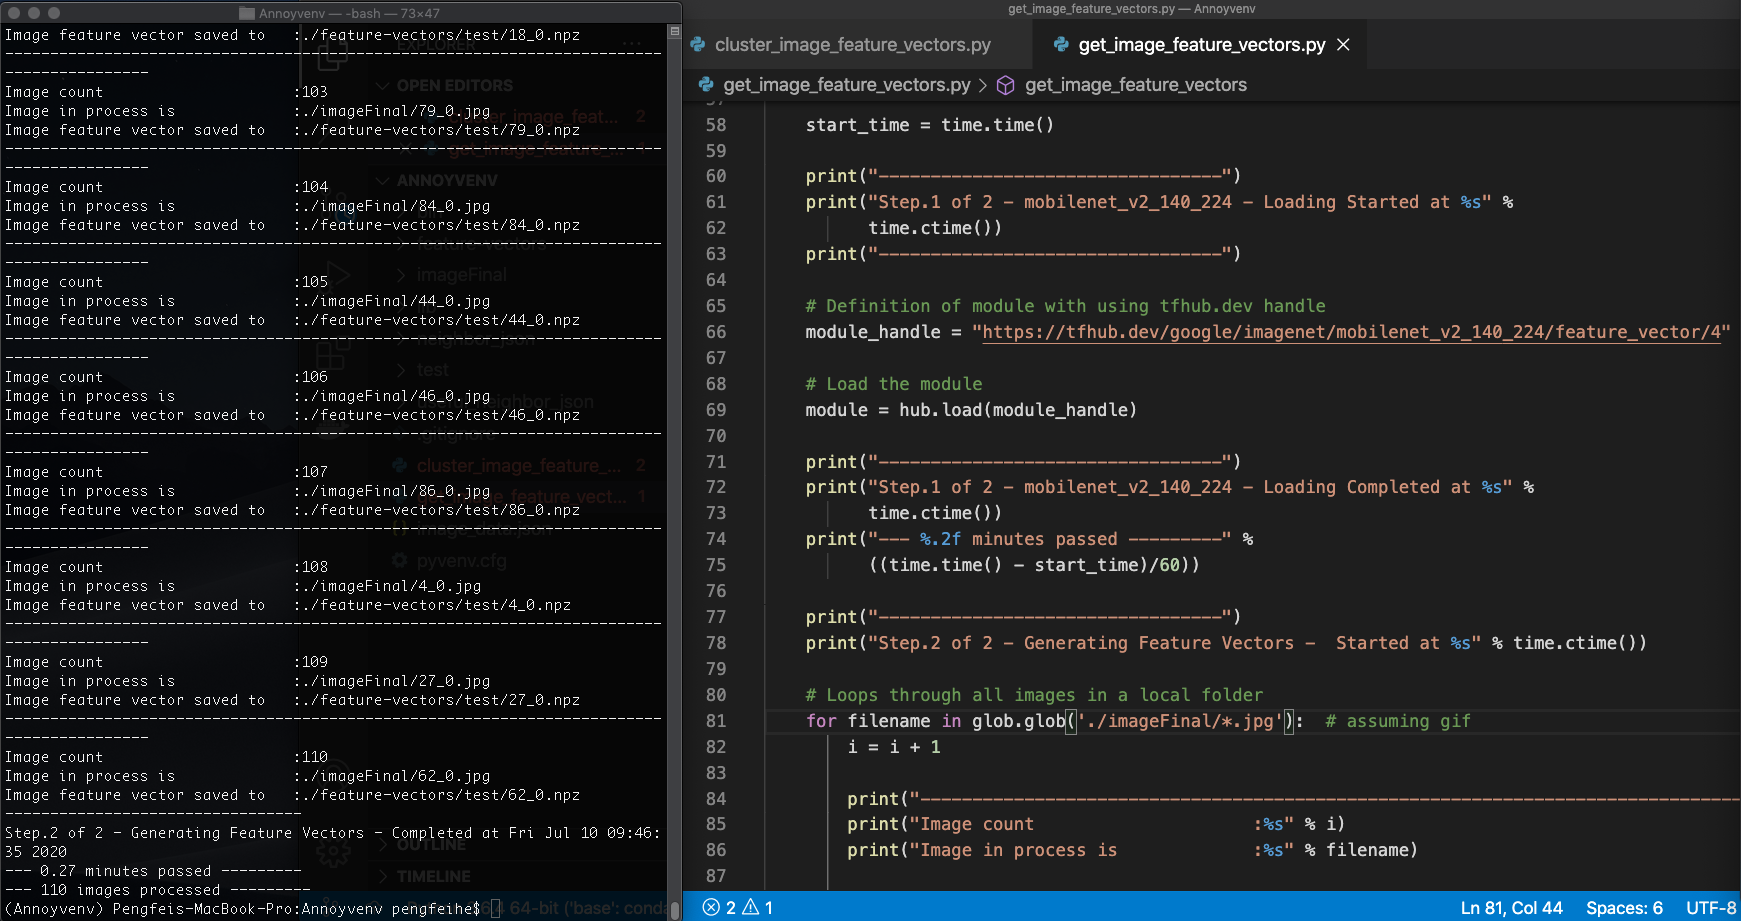 Annoyvenv — -bash — 73×47
Image feature vector saved to :./feature-vectors/test/18_0.npz
-------------------------------------------------------------------------
----------------
Image count :103
Image in process is :./imageFinal/79_0.jpg
Image feature vector saved to :./feature-vectors/test/79_0.npz
-------------------------------------------------------------------------
----------------
Image count :104
Image in process is :./imageFinal/84_0.jpg
Image feature vector saved to :./feature-vectors/test/84_0.npz
-------------------------------------------------------------------------
----------------
Image count :105
Image in process is :./imageFinal/44_0.jpg
Image feature vector saved to :./feature-vectors/test/44_0.npz
-------------------------------------------------------------------------
----------------
Image count :106
Image in process is :./imageFinal/46_0.jpg
Image feature vector saved to :./feature-vectors/test/46_0.npz
-------------------------------------------------------------------------
----------------
Image count :107
Image in process is :./imageFinal/86_0.jpg
Image feature vector saved to :./feature-vectors/test/86_0.npz
-------------------------------------------------------------------------
----------------
Image count :108
Image in process is :./imageFinal/4_0.jpg
Image feature vector saved to :./feature-vectors/test/4_0.npz
-------------------------------------------------------------------------
----------------
Image count :109
Image in process is :./imageFinal/27_0.jpg
Image feature vector saved to :./feature-vectors/test/27_0.npz
-------------------------------------------------------------------------
----------------
Image count :110
Image in process is :./imageFinal/62_0.jpg
Image feature vector saved to :./feature-vectors/test/62_0.npz
---------------------------------
Step.2 of 2 - Generating Feature Vectors - Completed at Fri Jul 10 09:46:
35 2020
--- 0.27 minutes passed ---------
--- 110 images processed ---------
(Annoyvenv) Pengfeis-MacBook-Pro:Annoyvenv pengfeihe$
EXPLORER
OPEN EDITORS
cluster_image_feat... 2
get_image_feature_...
ANNOYVENV
feature-vectors
imageFinal
neighbor_json
test
neighbor_json
.gitignore
cluster_image_feature_... 2
get_image_feature_vect... 1
image_data.json
pyvenv.cfg
OUTLINE
TIMELINE
64-bit ('base': conda
get_image_feature_vectors.py — Annoyvenv
cluster_image_feature_vectors.py
get_image_feature_vectors.py
get_image_feature_vectors.py > get_image_feature_vectors
57
58 start_time = time.time()
59
60 print("---------------------------------")
61 print("Step.1 of 2 - mobilenet_v2_140_224 - Loading Started at %s" %
62 time.ctime())
63 print("---------------------------------")
64
65 # Definition of module with using tfhub.dev handle
66 module_handle = "https://tfhub.dev/google/imagenet/mobilenet_v2_140_224/feature_vector/4"
67
68 # Load the module
69 module = hub.load(module_handle)
70
71 print("---------------------------------")
72 print("Step.1 of 2 - mobilenet_v2_140_224 - Loading Completed at %s" %
73 time.ctime())
74 print("--- %.2f minutes passed ---------" %
75 ((time.time() - start_time)/60))
76
77 print("---------------------------------")
78 print("Step.2 of 2 - Generating Feature Vectors -  Started at %s" % time.ctime())
79
80 # Loops through all images in a local folder
81 for filename in glob.glob('./imageFinal/*.jpg'):  # assuming gif
82 i = i + 1
83
84 print("-------------------------------------------------------------------------------
85 print("Image count                     :%s" % i)
86 print("Image in process is             :%s" % filename)
87
2 1
Ln 81, Col 44 Spaces: 6 UTF-8